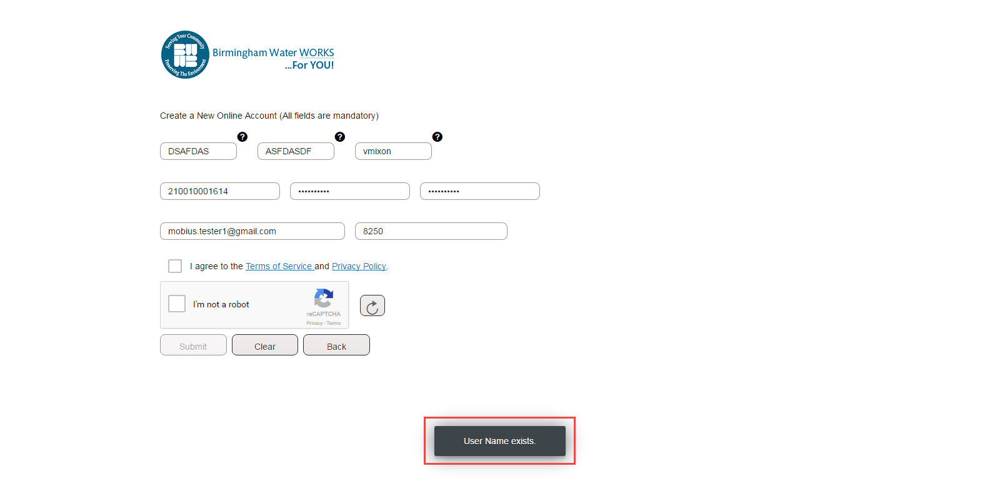 Serving Your Community
Preserving The Environment
Birmingham Water WORKS
...For YOU!
Create a New Online Account (All fields are mandatory)
? ? ?
DSAFDAS ASFDASDF vmixon
210010001614 •••••••••• ••••••••••
mobius.tester1@gmail.com 8250
I agree to the Terms of Service and Privacy Policy.
I'm not a robot
reCAPTCHA
Privacy - Terms
Submit Clear Back
User Name exists.